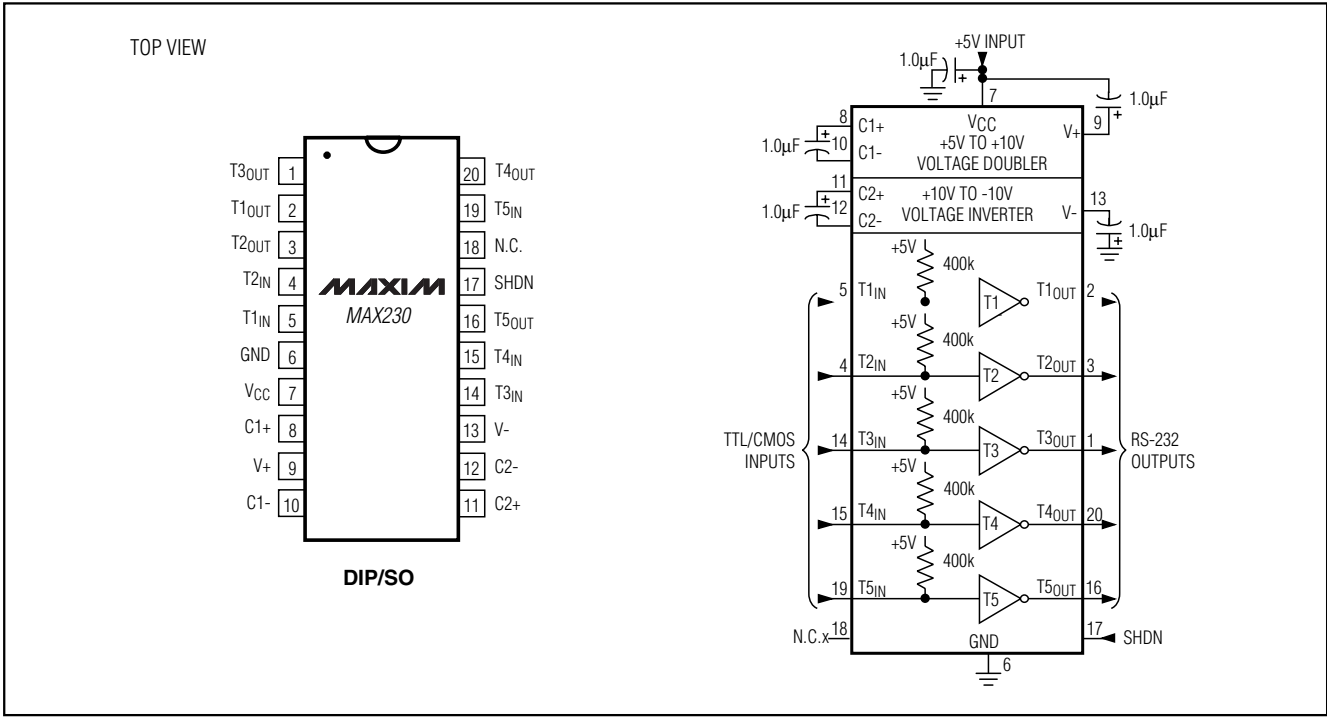 TOP VIEW
T3OUT 1
T1OUT 2
T2OUT 3
T2IN 4
T1IN 5
GND 6
VCC 7
C1+ 8
V+ 9
C1- 10
20 T4OUT
19 T5IN
18 N.C.
17 SHDN
16 T5OUT
15 T4IN
14 T3IN
13 V-
12 C2-
11 C2+
MAXIM
MAX230
DIP/SO
+5V INPUT
1.0μF
+
7
1.0μF
+
9
V+
8
C1+
1.0μF
+
10
C1-
VCC
+5V TO +10V
VOLTAGE DOUBLER
11
C2+
1.0μF
+
12
C2-
+10V TO -10V
VOLTAGE INVERTER
V-
13
1.0μF
+
+5V
400k
5 T1IN
T1
T1OUT 2
+5V
400k
4 T2IN
T2
T2OUT 3
+5V
400k
14 T3IN
T3
T3OUT 1
+5V
400k
15 T4IN
T4
T4OUT 20
+5V
400k
19 T5IN
T5
T5OUT 16
TTL/CMOS
INPUTS
RS-232
OUTPUTS
N.C.x 18
GND
6
17 SHDN